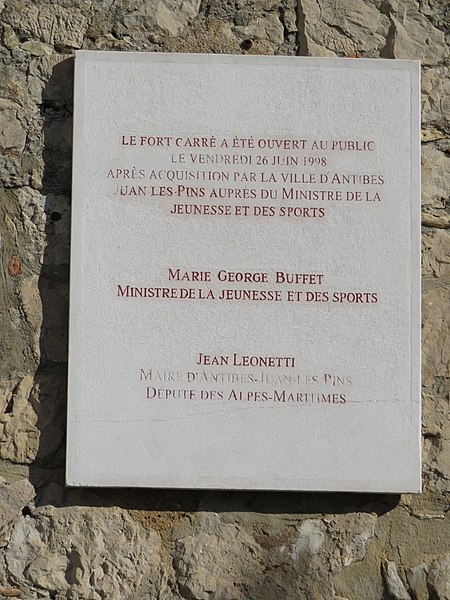 LE FORT CARRÉ A ÉTÉ OUVERT AU PUBLIC
LE VENDREDI 26 JUIN 1998
APRÈS ACQUISITION PAR LA VILLE D'ANTIBES
JUAN LES-PINS AUPRÈS DU MINISTRE DE LA
JEUNESSE ET DES SPORTS
MARIE GEORGE BUFFET
MINISTRE DE LA JEUNESSE ET DES SPORTS
JEAN LEONETTI
MAIRE D'ANTIBES-JUAN-LES PINS
DÉPUTÉ DES ALPES-MARITIMES